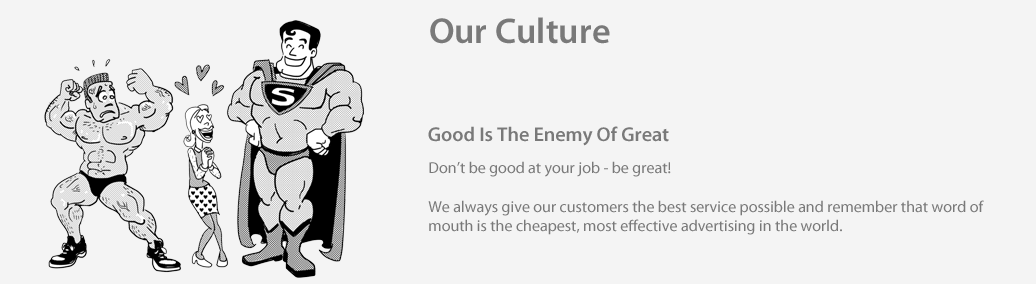 Our Culture
S
Good Is The Enemy Of Great
Don't be good at your job - be great!
We always give our customers the best service possible and remember that word of
mouth is the cheapest, most effective advertising in the world.